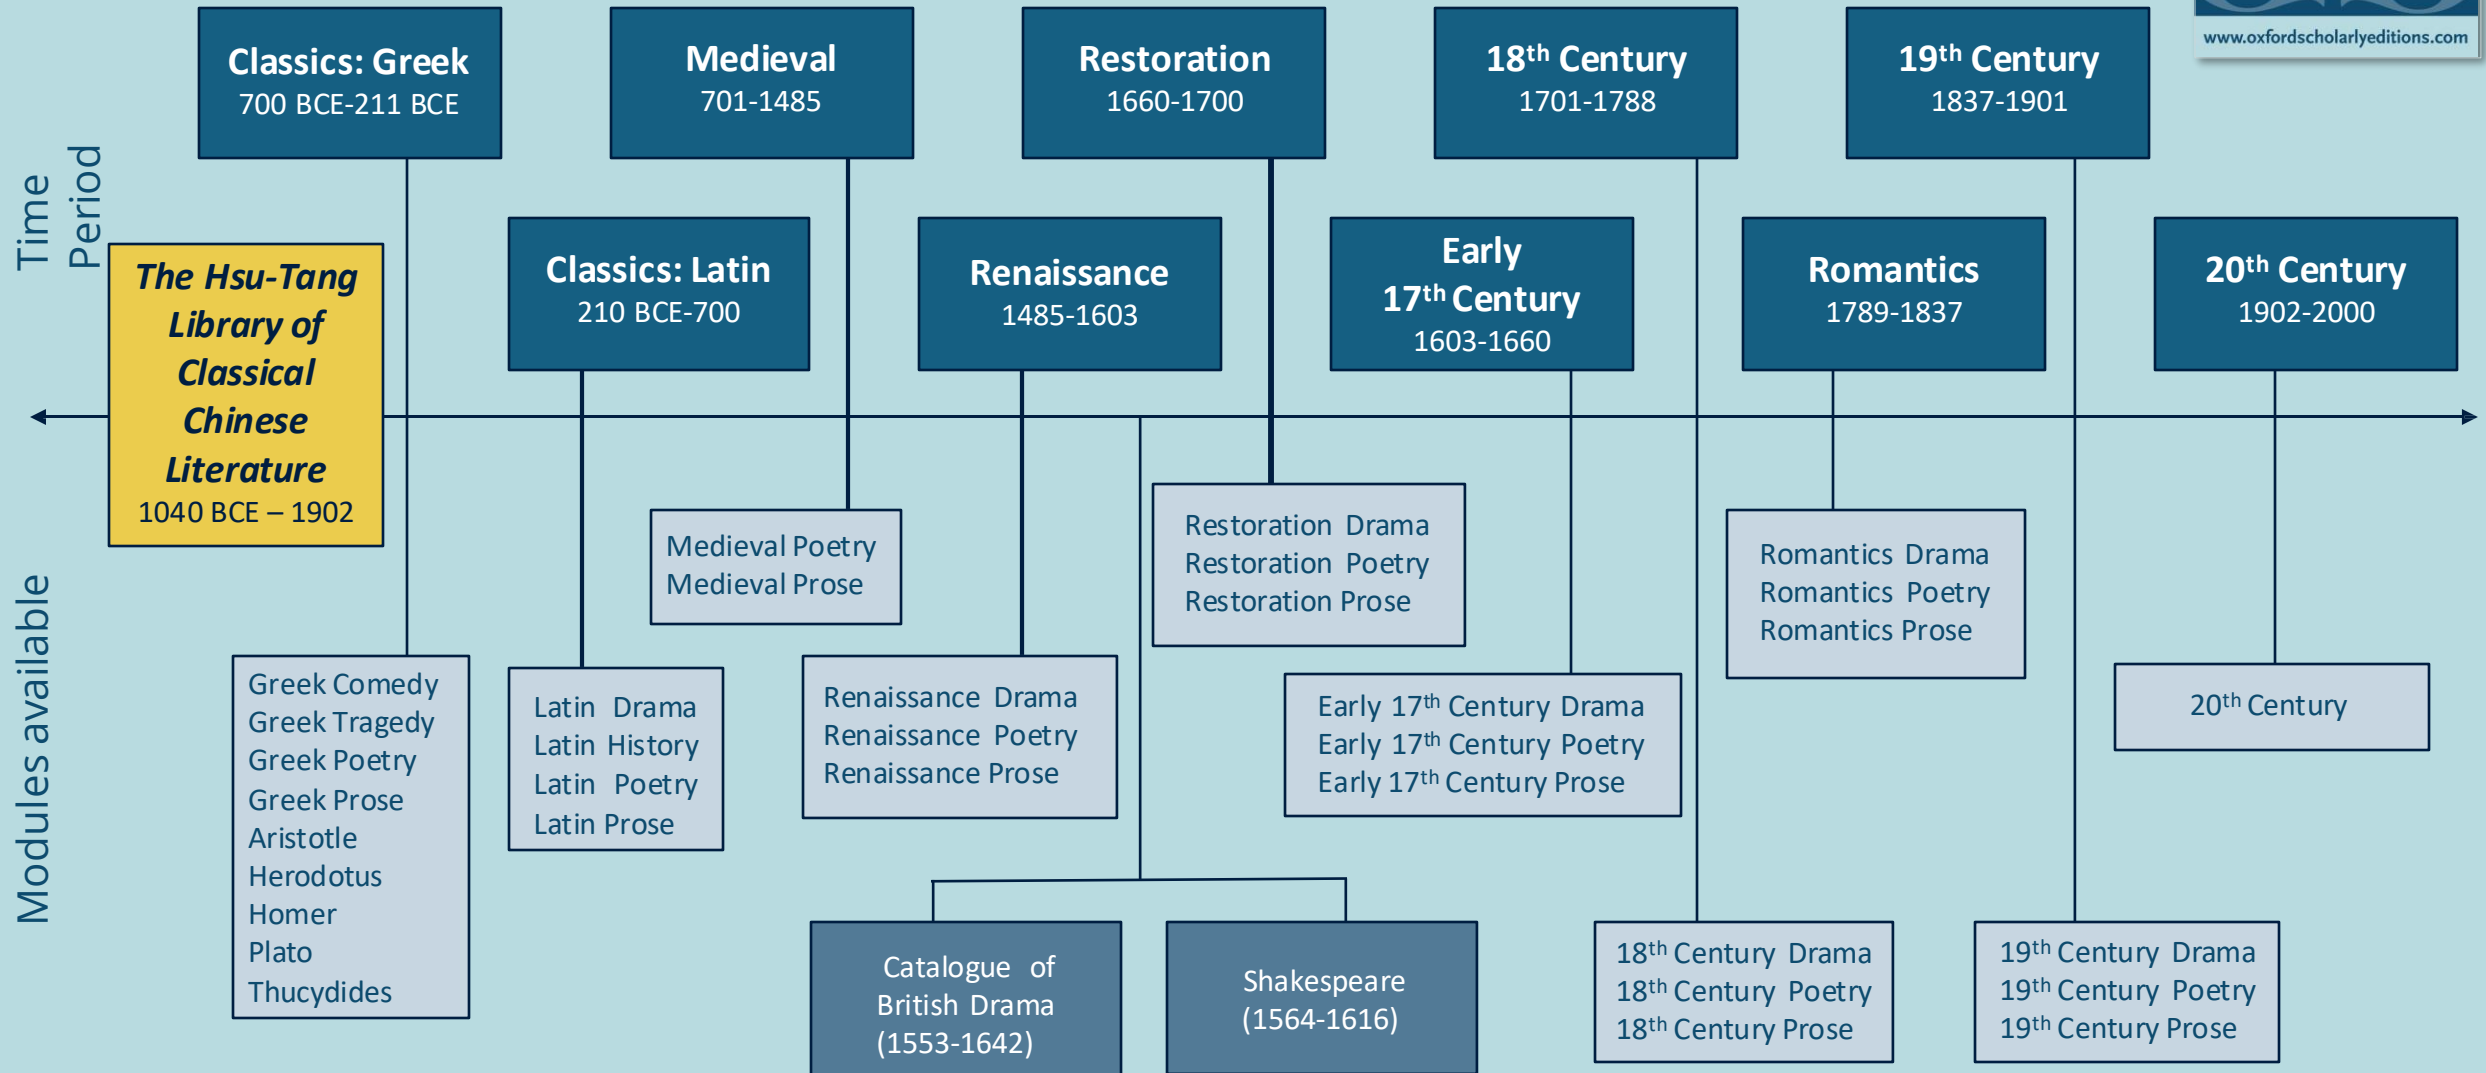 www.oxfordscholarlyeditions.com
Time
Period
Modules available
Classics: Greek
700 BCE-211 BCE
Medieval
701-1485
Restoration
1660-1700
18th Century
1701-1788
19th Century
1837-1901
The Hsu-Tang
Library of
Classical
Chinese
Literature
1040 BCE – 1902
Classics: Latin
210 BCE-700
Renaissance
1485-1603
Early
17th Century
1603-1660
Romantics
1789-1837
20th Century
1902-2000
Greek Comedy
Greek Tragedy
Greek Poetry
Greek Prose
Aristotle
Herodotus
Homer
Plato
Thucydides
Latin Drama
Latin History
Latin Poetry
Latin Prose
Medieval Poetry
Medieval Prose
Renaissance Drama
Renaissance Poetry
Renaissance Prose
Restoration Drama
Restoration Poetry
Restoration Prose
Early 17th Century Drama
Early 17th Century Poetry
Early 17th Century Prose
Romantics Drama
Romantics Poetry
Romantics Prose
20th Century
Catalogue of
British Drama
(1553-1642)
Shakespeare
(1564-1616)
18th Century Drama
18th Century Poetry
18th Century Prose
19th Century Drama
19th Century Poetry
19th Century Prose